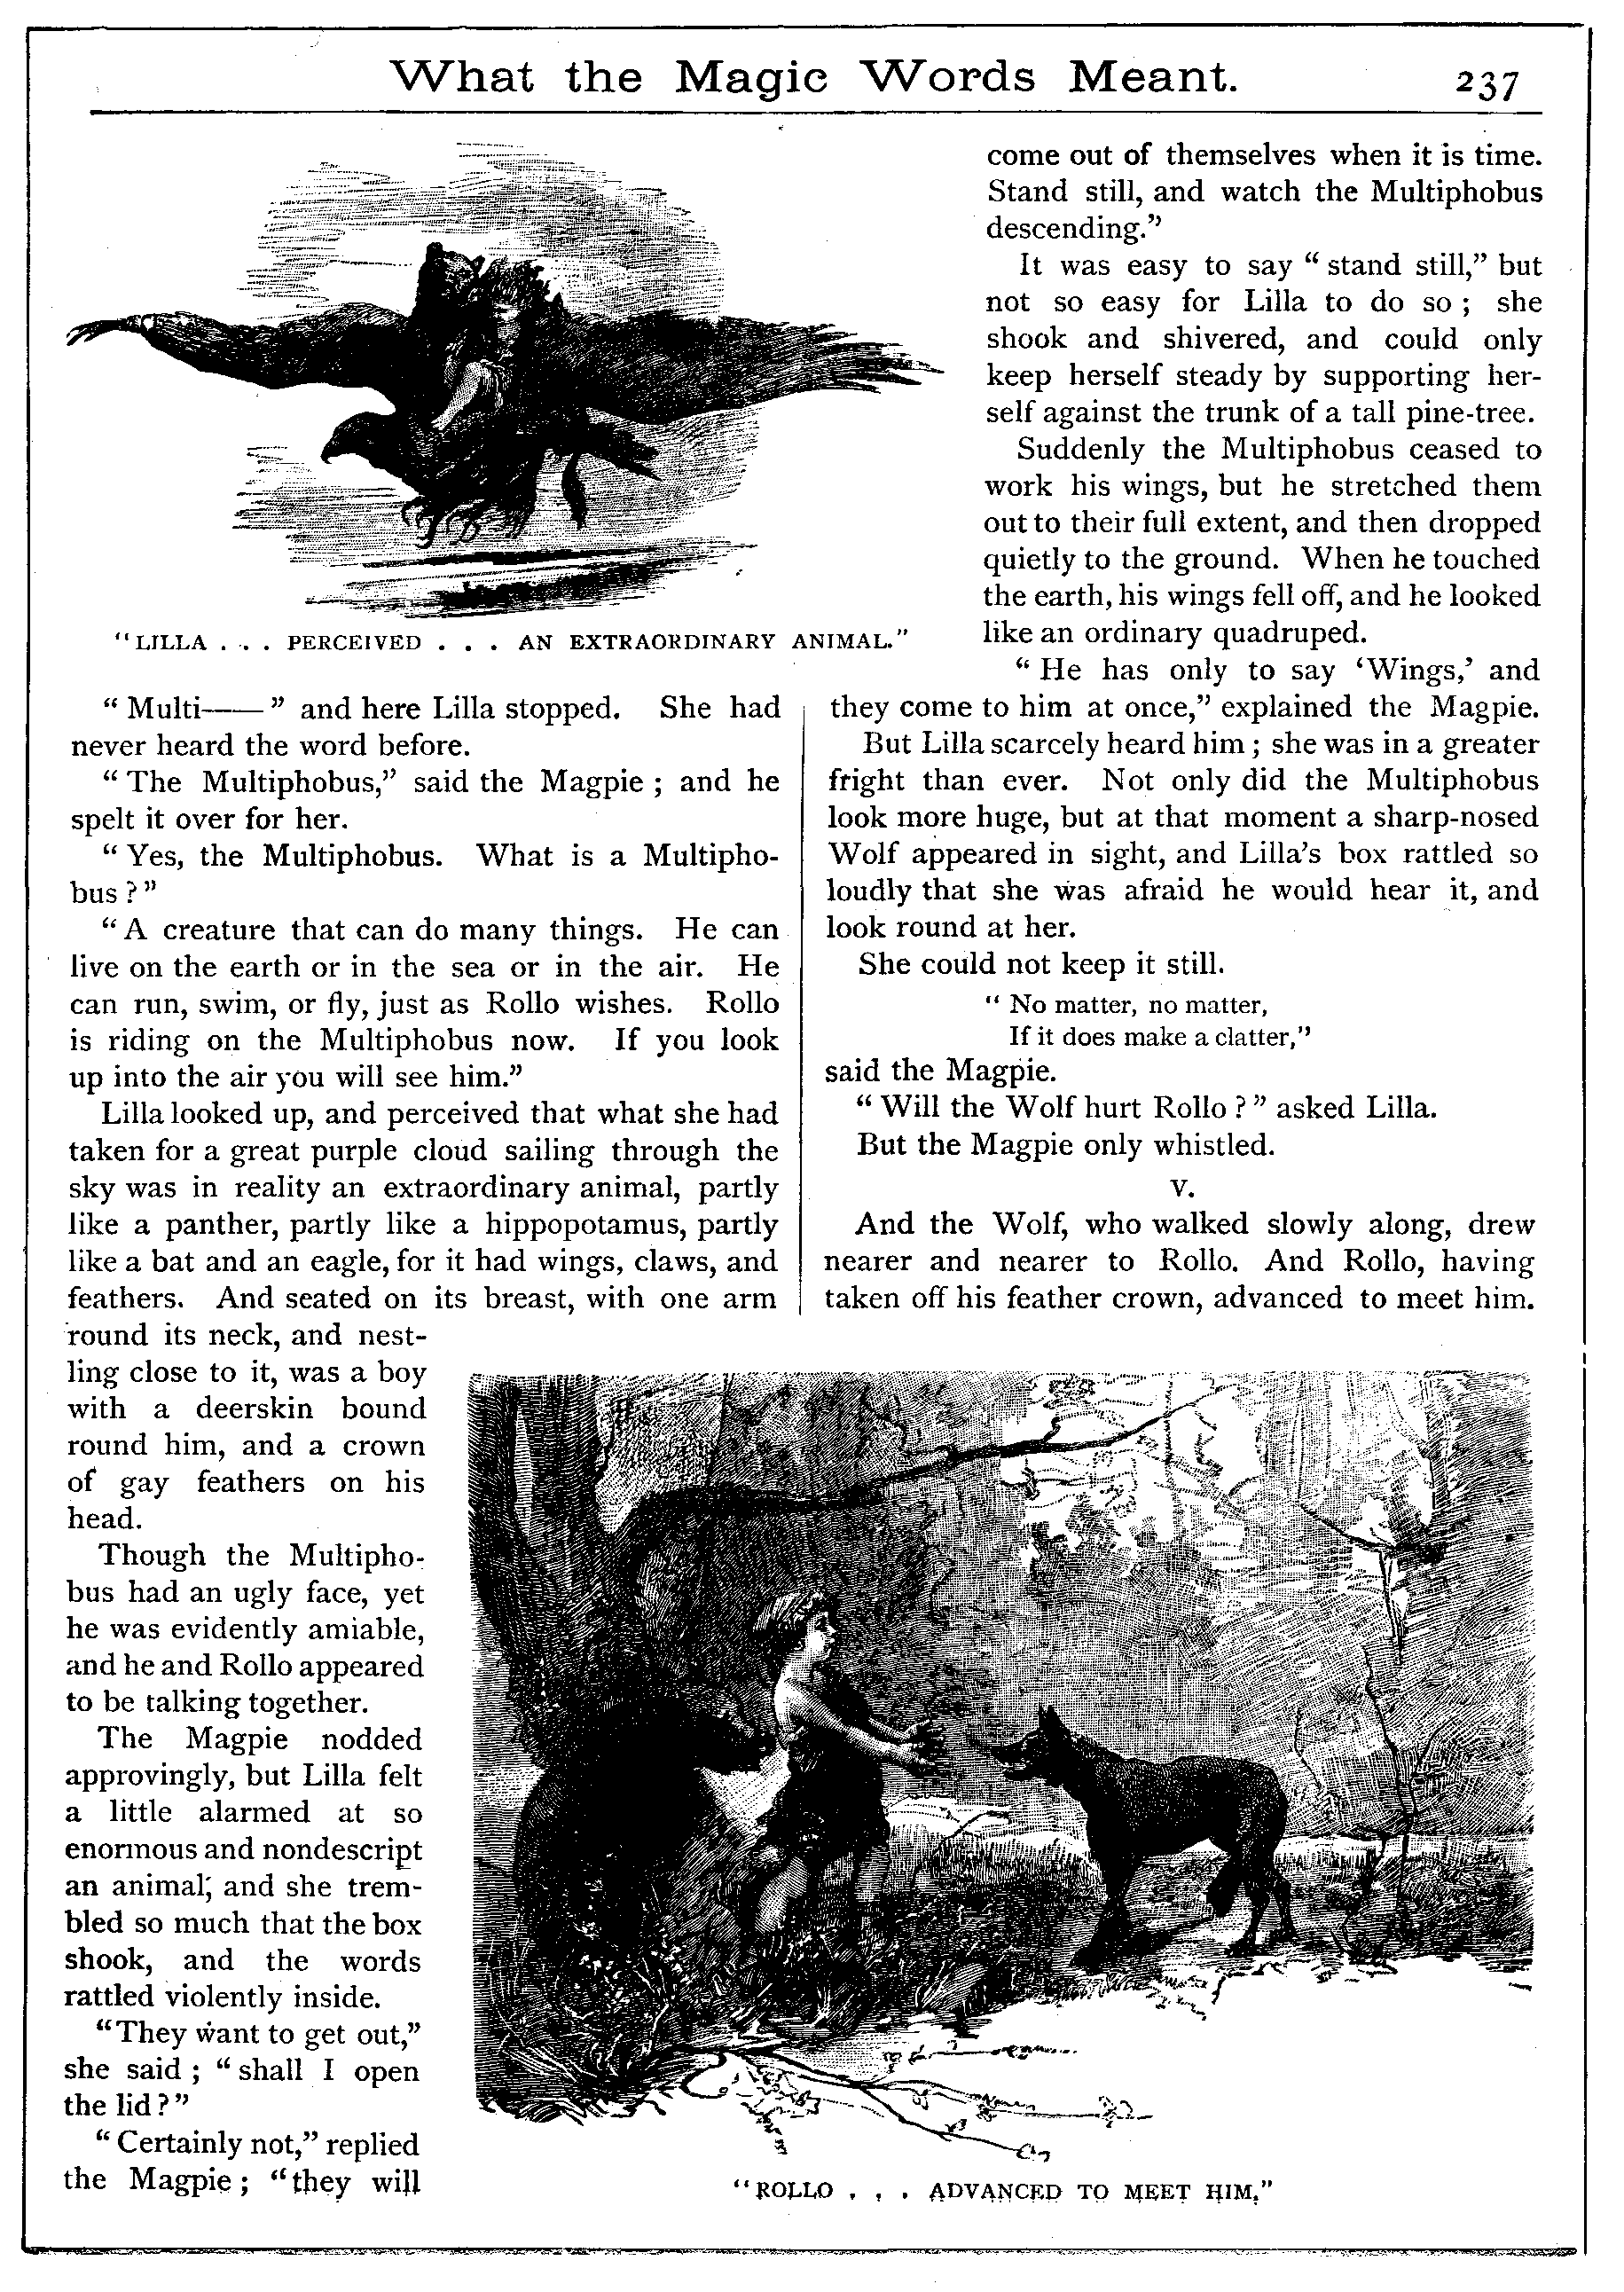 What the Magic Words Meant. 237
"LILLA . . . PERCEIVED . . . AN EXTRAORDINARY ANIMAL."
"Multi——" and here Lilla stopped. She had
never heard the word before.
"The Multiphobus," said the Magpie; and he
spelt it over for her.
"Yes, the Multiphobus. What is a Multipho-
bus?"
"A creature that can do many things. He can
live on the earth or in the sea or in the air. He
can run, swim, or fly, just as Rollo wishes. Rollo
is riding on the Multiphobus now. If you look
up into the air you will see him."
Lilla looked up, and perceived that what she had
taken for a great purple cloud sailing through the
sky was in reality an extraordinary animal, partly
like a panther, partly like a hippopotamus, partly
like a bat and an eagle, for it had wings, claws, and
feathers. And seated on its breast, with one arm
round its neck, and nest-
ling close to it, was a boy
with a deerskin bound
round him, and a crown
of gay feathers on his
head.
Though the Multipho-
bus had an ugly face, yet
he was evidently amiable,
and he and Rollo appeared
to be talking together.
The Magpie nodded
approvingly, but Lilla felt
a little alarmed at so
enormous and nondescript
an animal; and she trem-
bled so much that the box
shook, and the words
rattled violently inside.
"They want to get out,"
she said; "shall I open
the lid?"
"Certainly not," replied
the Magpie; "they will
come out of themselves when it is time.
Stand still, and watch the Multiphobus
descending."
It was easy to say "stand still," but
not so easy for Lilla to do so; she
shook and shivered, and could only
keep herself steady by supporting her-
self against the trunk of a tall pine-tree.
Suddenly the Multiphobus ceased to
work his wings, but he stretched them
out to their full extent, and then dropped
quietly to the ground. When he touched
the earth, his wings fell off, and he looked
like an ordinary quadruped.
"He has only to say 'Wings,' and
they come to him at once," explained the Magpie.
But Lilla scarcely heard him; she was in a greater
fright than ever. Not only did the Multiphobus
look more huge, but at that moment a sharp-nosed
Wolf appeared in sight, and Lilla's box rattled so
loudly that she was afraid he would hear it, and
look round at her.
She could not keep it still.
"No matter, no matter,
If it does make a clatter,"
said the Magpie.
"Will the Wolf hurt Rollo?" asked Lilla.
But the Magpie only whistled.
V.
And the Wolf, who walked slowly along, drew
nearer and nearer to Rollo. And Rollo, having
taken off his feather crown, advanced to meet him.
"ROLLO . . . ADVANCED TO MEET HIM."